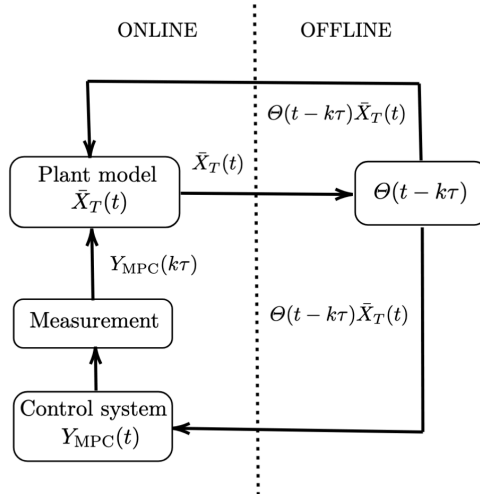 ONLINE
OFFLINE
Θ(t − kτ)X̄_T(t)
X̄_T(t)
Plant model
X̄_T(t)
Θ(t − kτ)
Y_MPC(kτ)
Θ(t − kτ)X̄_T(t)
Measurement
Control system
Y_MPC(t)